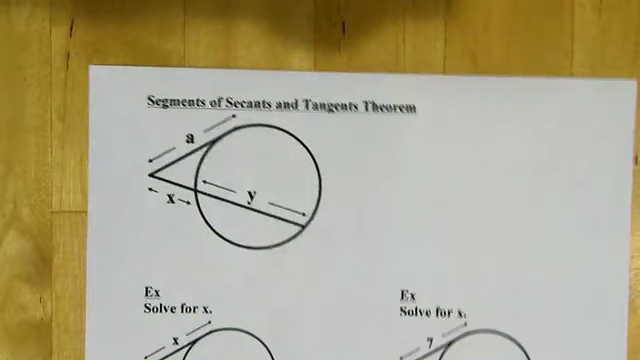 Segments of Secants and Tangents Theorem
a
x
y
Ex
Solve for x.
x
Ex
Solve for x.
7